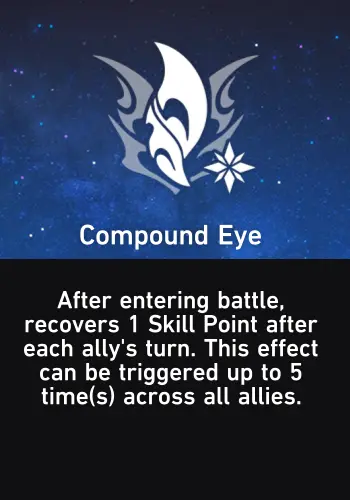 Compound Eye
After entering battle,
recovers 1 Skill Point after
each ally's turn. This effect
can be triggered up to 5
time(s) across all allies.